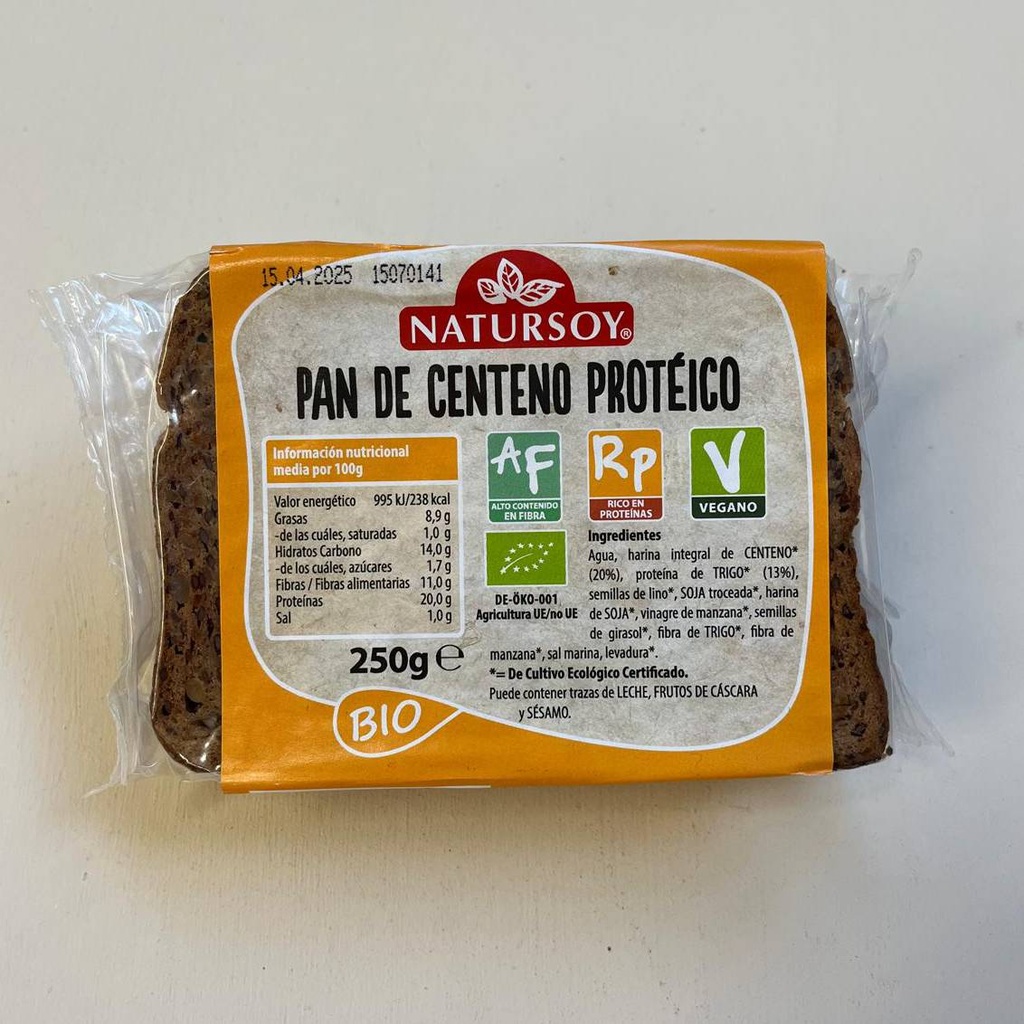 15.04.2025 15070141
NATURSOY®
PAN DE CENTENO PROTÉICO
Información nutricional
media por 100g
Valor energético 995 kJ/238 kcal
Grasas 8,9 g
-de las cuáles, saturadas 1,0 g
Hidratos Carbono 14,0 g
-de los cuáles, azúcares 1,7 g
Fibras / Fibras alimentarias 11,0 g
Proteínas 20,0 g
Sal 1,0 g
250g ℮
BIO
AF
ALTO CONTENIDO
EN FIBRA
Rp
RICO EN
PROTEÍNAS
V
VEGANO
DE-ÖKO-001
Agricultura UE/no UE
Ingredientes
Agua, harina integral de CENTENO*
(20%), proteína de TRIGO* (13%),
semillas de lino*, SOJA troceada*, harina
de SOJA*, vinagre de manzana*, semillas
de girasol*, fibra de TRIGO*, fibra de
manzana*, sal marina, levadura*.
*= De Cultivo Ecológico Certificado.
Puede contener trazas de LECHE, FRUTOS DE CÁSCARA
y SÉSAMO.